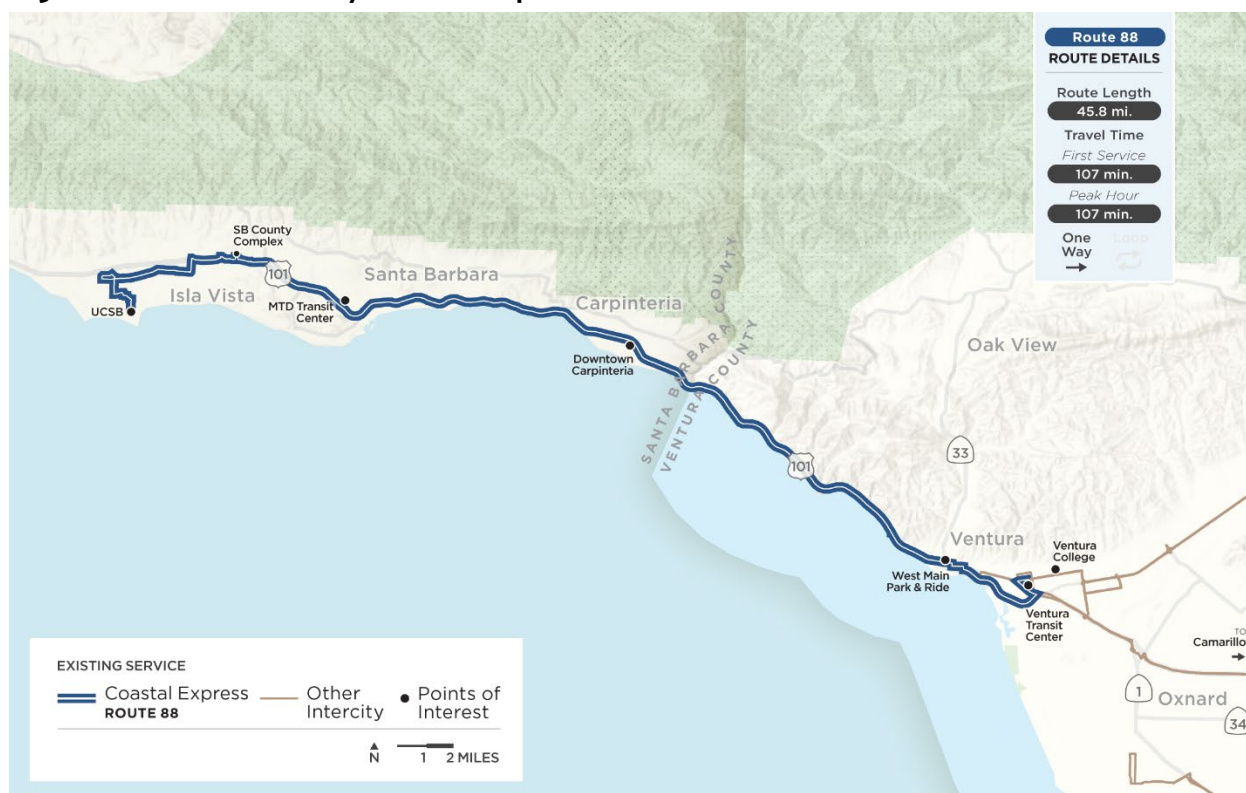 Route 88
ROUTE DETAILS
Route Length
45.8 mi.
Travel Time
First Service
107 min.
Peak Hour
107 min.
One
Way
Loop
SB County
Complex
101
Santa Barbara
Isla Vista
MTD Transit
Center
UCSB
Carpinteria
Downtown
Carpinteria
SANTA BARBARA COUNTY
VENTURA COUNTY
Oak View
33
101
Ventura
Ventura
College
West Main
Park & Ride
Ventura
Transit
Center
TO
Camarillo
1
Oxnard
34
EXISTING SERVICE
Coastal Express
ROUTE 88
Other
Intercity
Points of
Interest
N
1 2 MILES